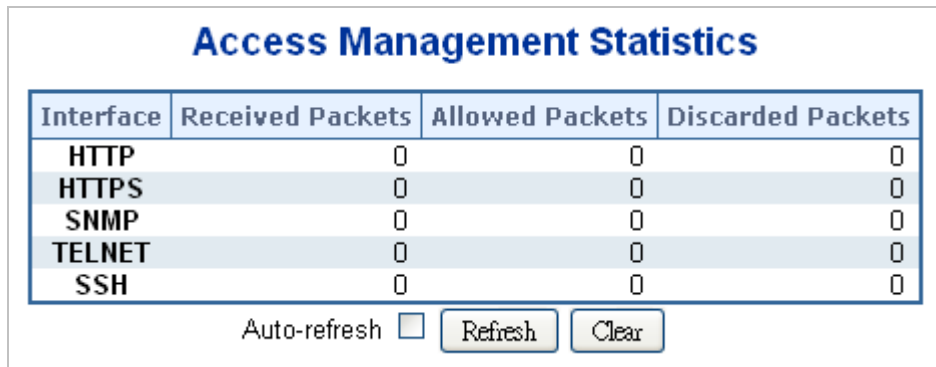 Access Management Statistics
Interface Received Packets Allowed Packets Discarded Packets
HTTP 0 0 0
HTTPS 0 0 0
SNMP 0 0 0
TELNET 0 0 0
SSH 0 0 0
Auto-refresh Refresh Clear